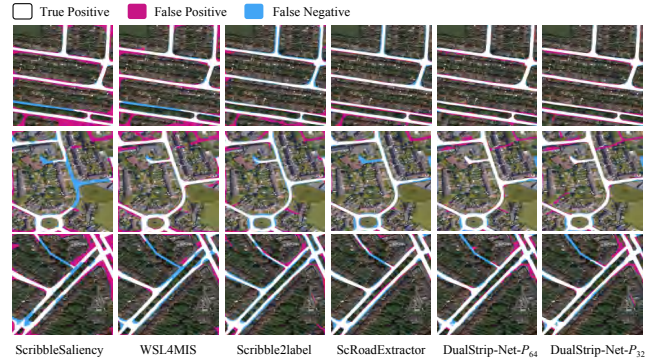 True Positive False Positive False Negative
ScribbleSaliency WSL4MIS Scribble2label ScRoadExtractor DualStrip-Net-P64 DualStrip-Net-P32